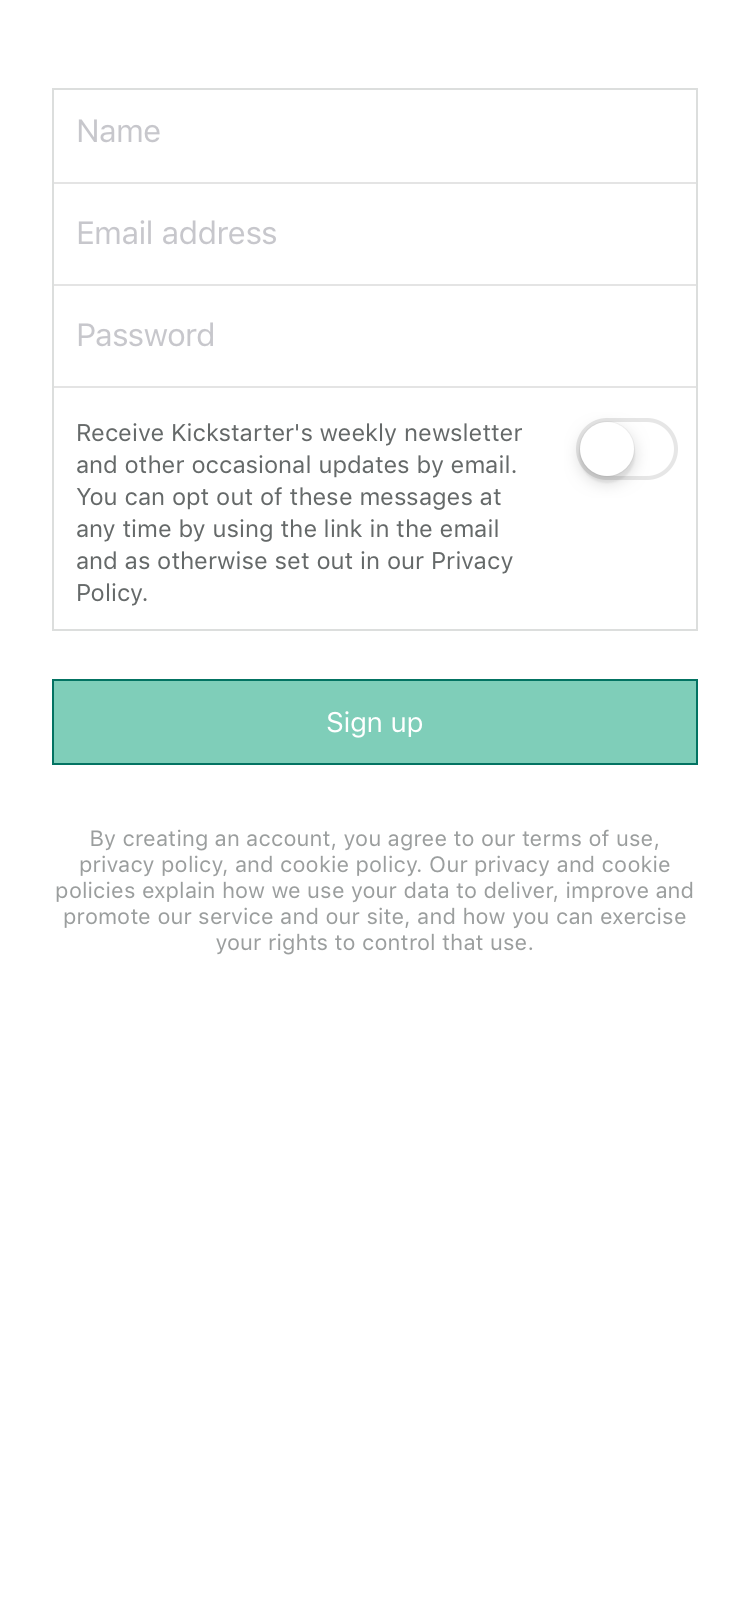 Name
Email address
Password
Receive Kickstarter's weekly newsletter
and other occasional updates by email.
You can opt out of these messages at
any time by using the link in the email
and as otherwise set out in our Privacy
Policy.
Sign up
By creating an account, you agree to our terms of use,
privacy policy, and cookie policy. Our privacy and cookie
policies explain how we use your data to deliver, improve and
promote our service and our site, and how you can exercise
your rights to control that use.